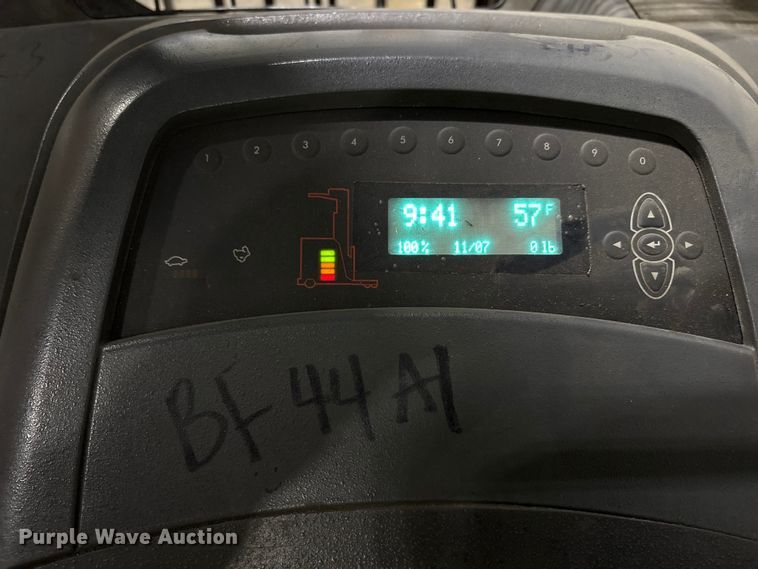 1 2 3 4 5 6 7 8 9 0
9:41 57F
100% 11/07 0 lb
BF 44 A1
Purple Wave Auction